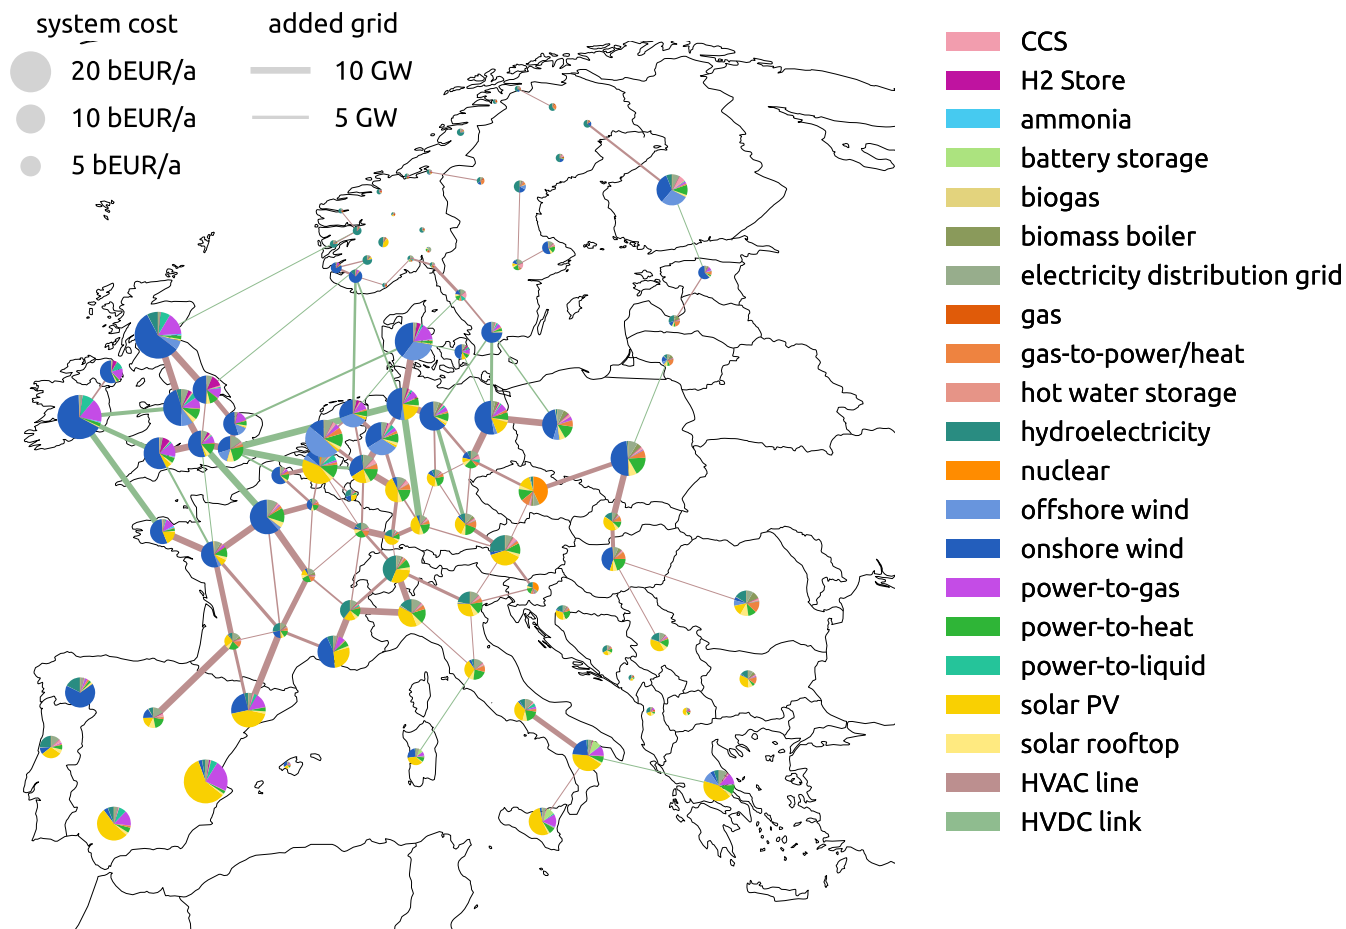 system cost
added grid
20 bEUR/a
10 GW
10 bEUR/a
5 GW
5 bEUR/a
CCS
H2 Store
ammonia
battery storage
biogas
biomass boiler
electricity distribution grid
gas
gas-to-power/heat
hot water storage
hydroelectricity
nuclear
offshore wind
onshore wind
power-to-gas
power-to-heat
power-to-liquid
solar PV
solar rooftop
HVAC line
HVDC link